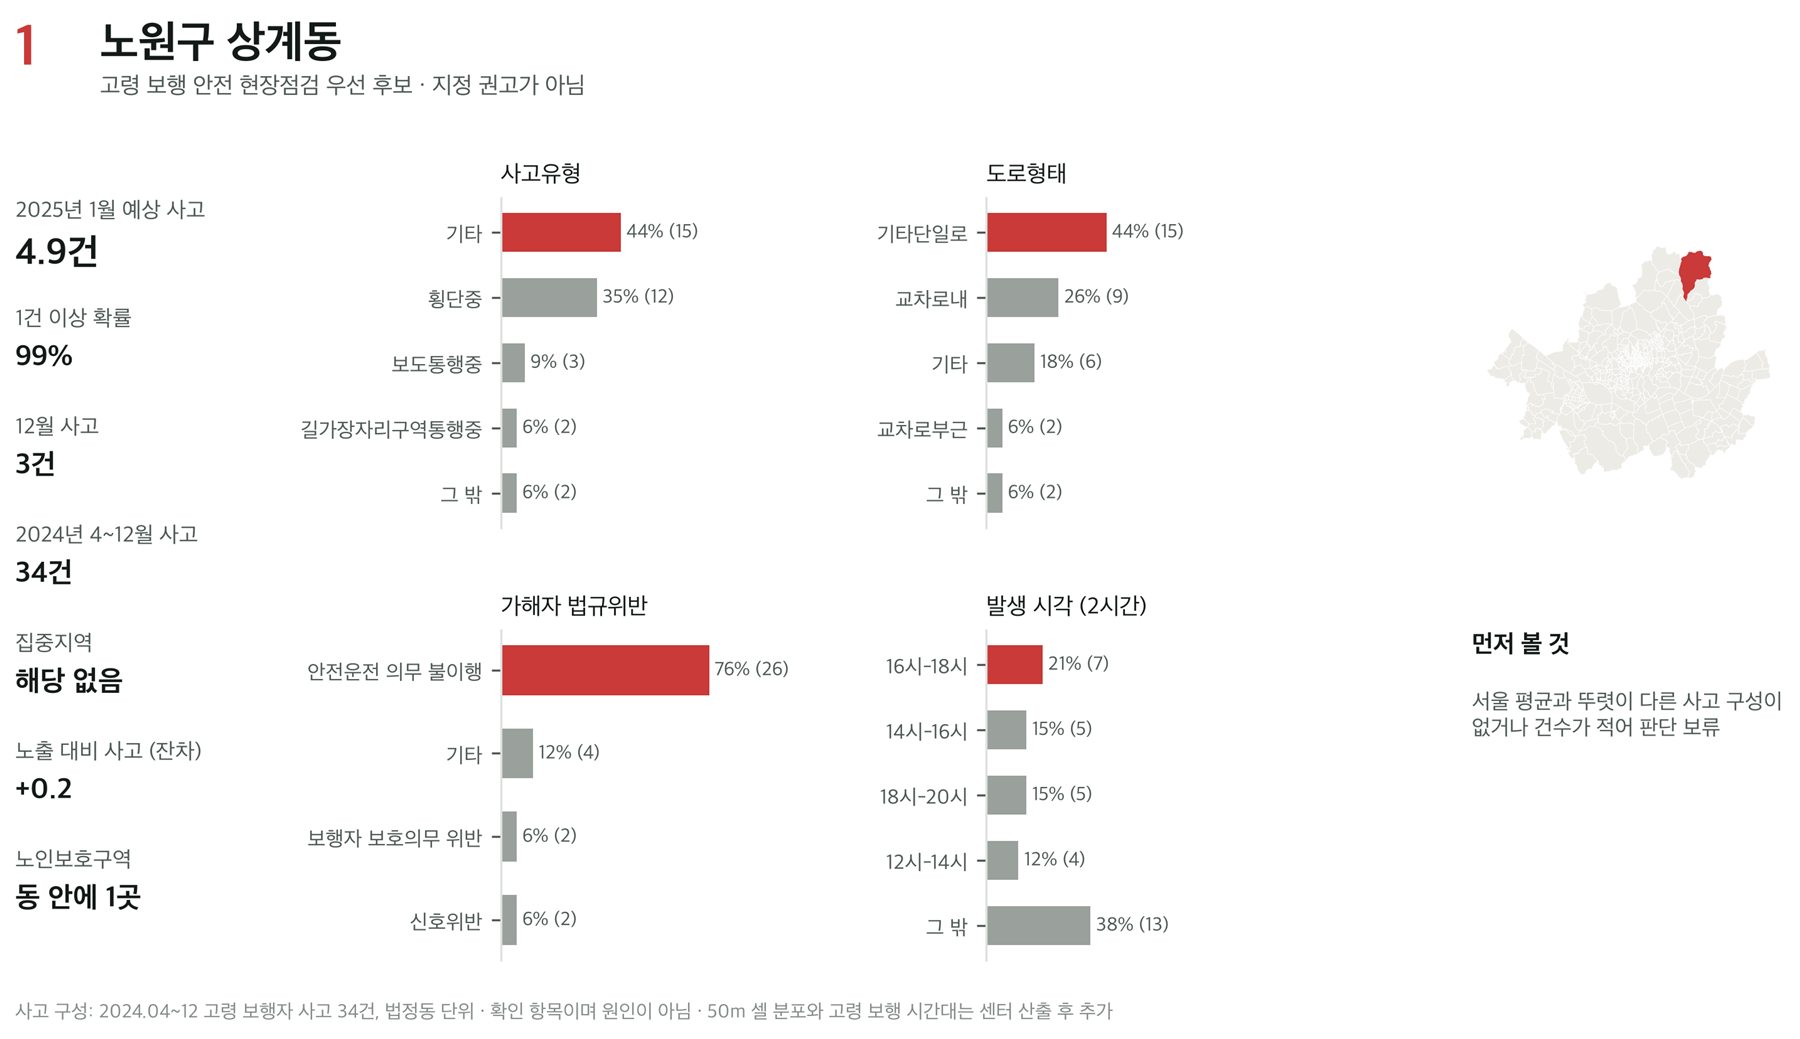 1
노원구 상계동
고령 보행 안전 현장점검 우선 후보 · 지정 권고가 아님
2025년 1월 예상 사고
4.9건
1건 이상 확률
99%
12월 사고
3건
2024년 4~12월 사고
34건
집중지역
해당 없음
노출 대비 사고 (잔차)
+0.2
노인보호구역
동 안에 1곳
사고유형
기타 44% (15)
횡단중 35% (12)
보도통행중 9% (3)
길가장자리구역통행중 6% (2)
그 밖 6% (2)
도로형태
기타단일로 44% (15)
교차로내 26% (9)
기타 18% (6)
교차로부근 6% (2)
그 밖 6% (2)
가해자 법규위반
안전운전 의무 불이행 76% (26)
기타 12% (4)
보행자 보호의무 위반 6% (2)
신호위반 6% (2)
발생 시각 (2시간)
16시-18시 21% (7)
14시-16시 15% (5)
18시-20시 15% (5)
12시-14시 12% (4)
그 밖 38% (13)
먼저 볼 것
서울 평균과 뚜렷이 다른 사고 구성이
없거나 건수가 적어 판단 보류
사고 구성: 2024.04~12 고령 보행자 사고 34건, 법정동 단위 · 확인 항목이며 원인이 아님 · 50m 셀 분포와 고령 보행 시간대는 센터 산출 후 추가